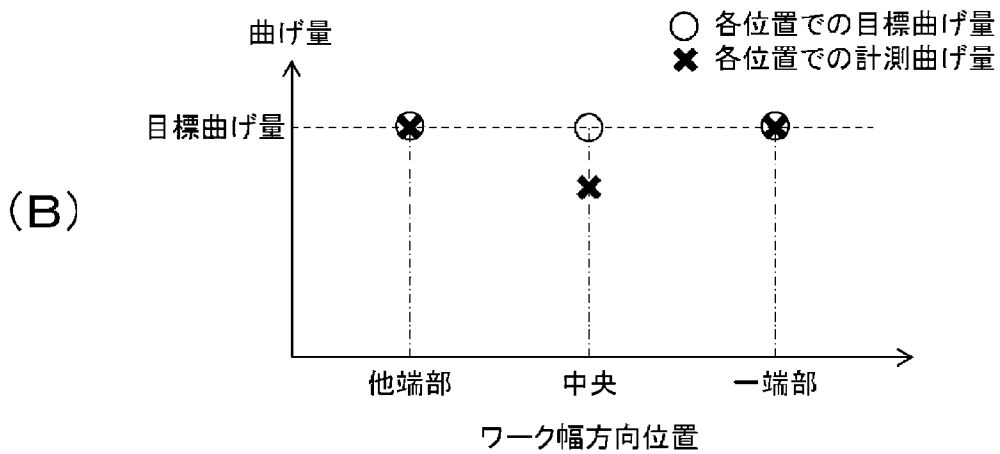 曲げ量
○ 各位置での目標曲げ量
✖ 各位置での計測曲げ量
目標曲げ量
(B)
他端部 中央 一端部
ワーク幅方向位置